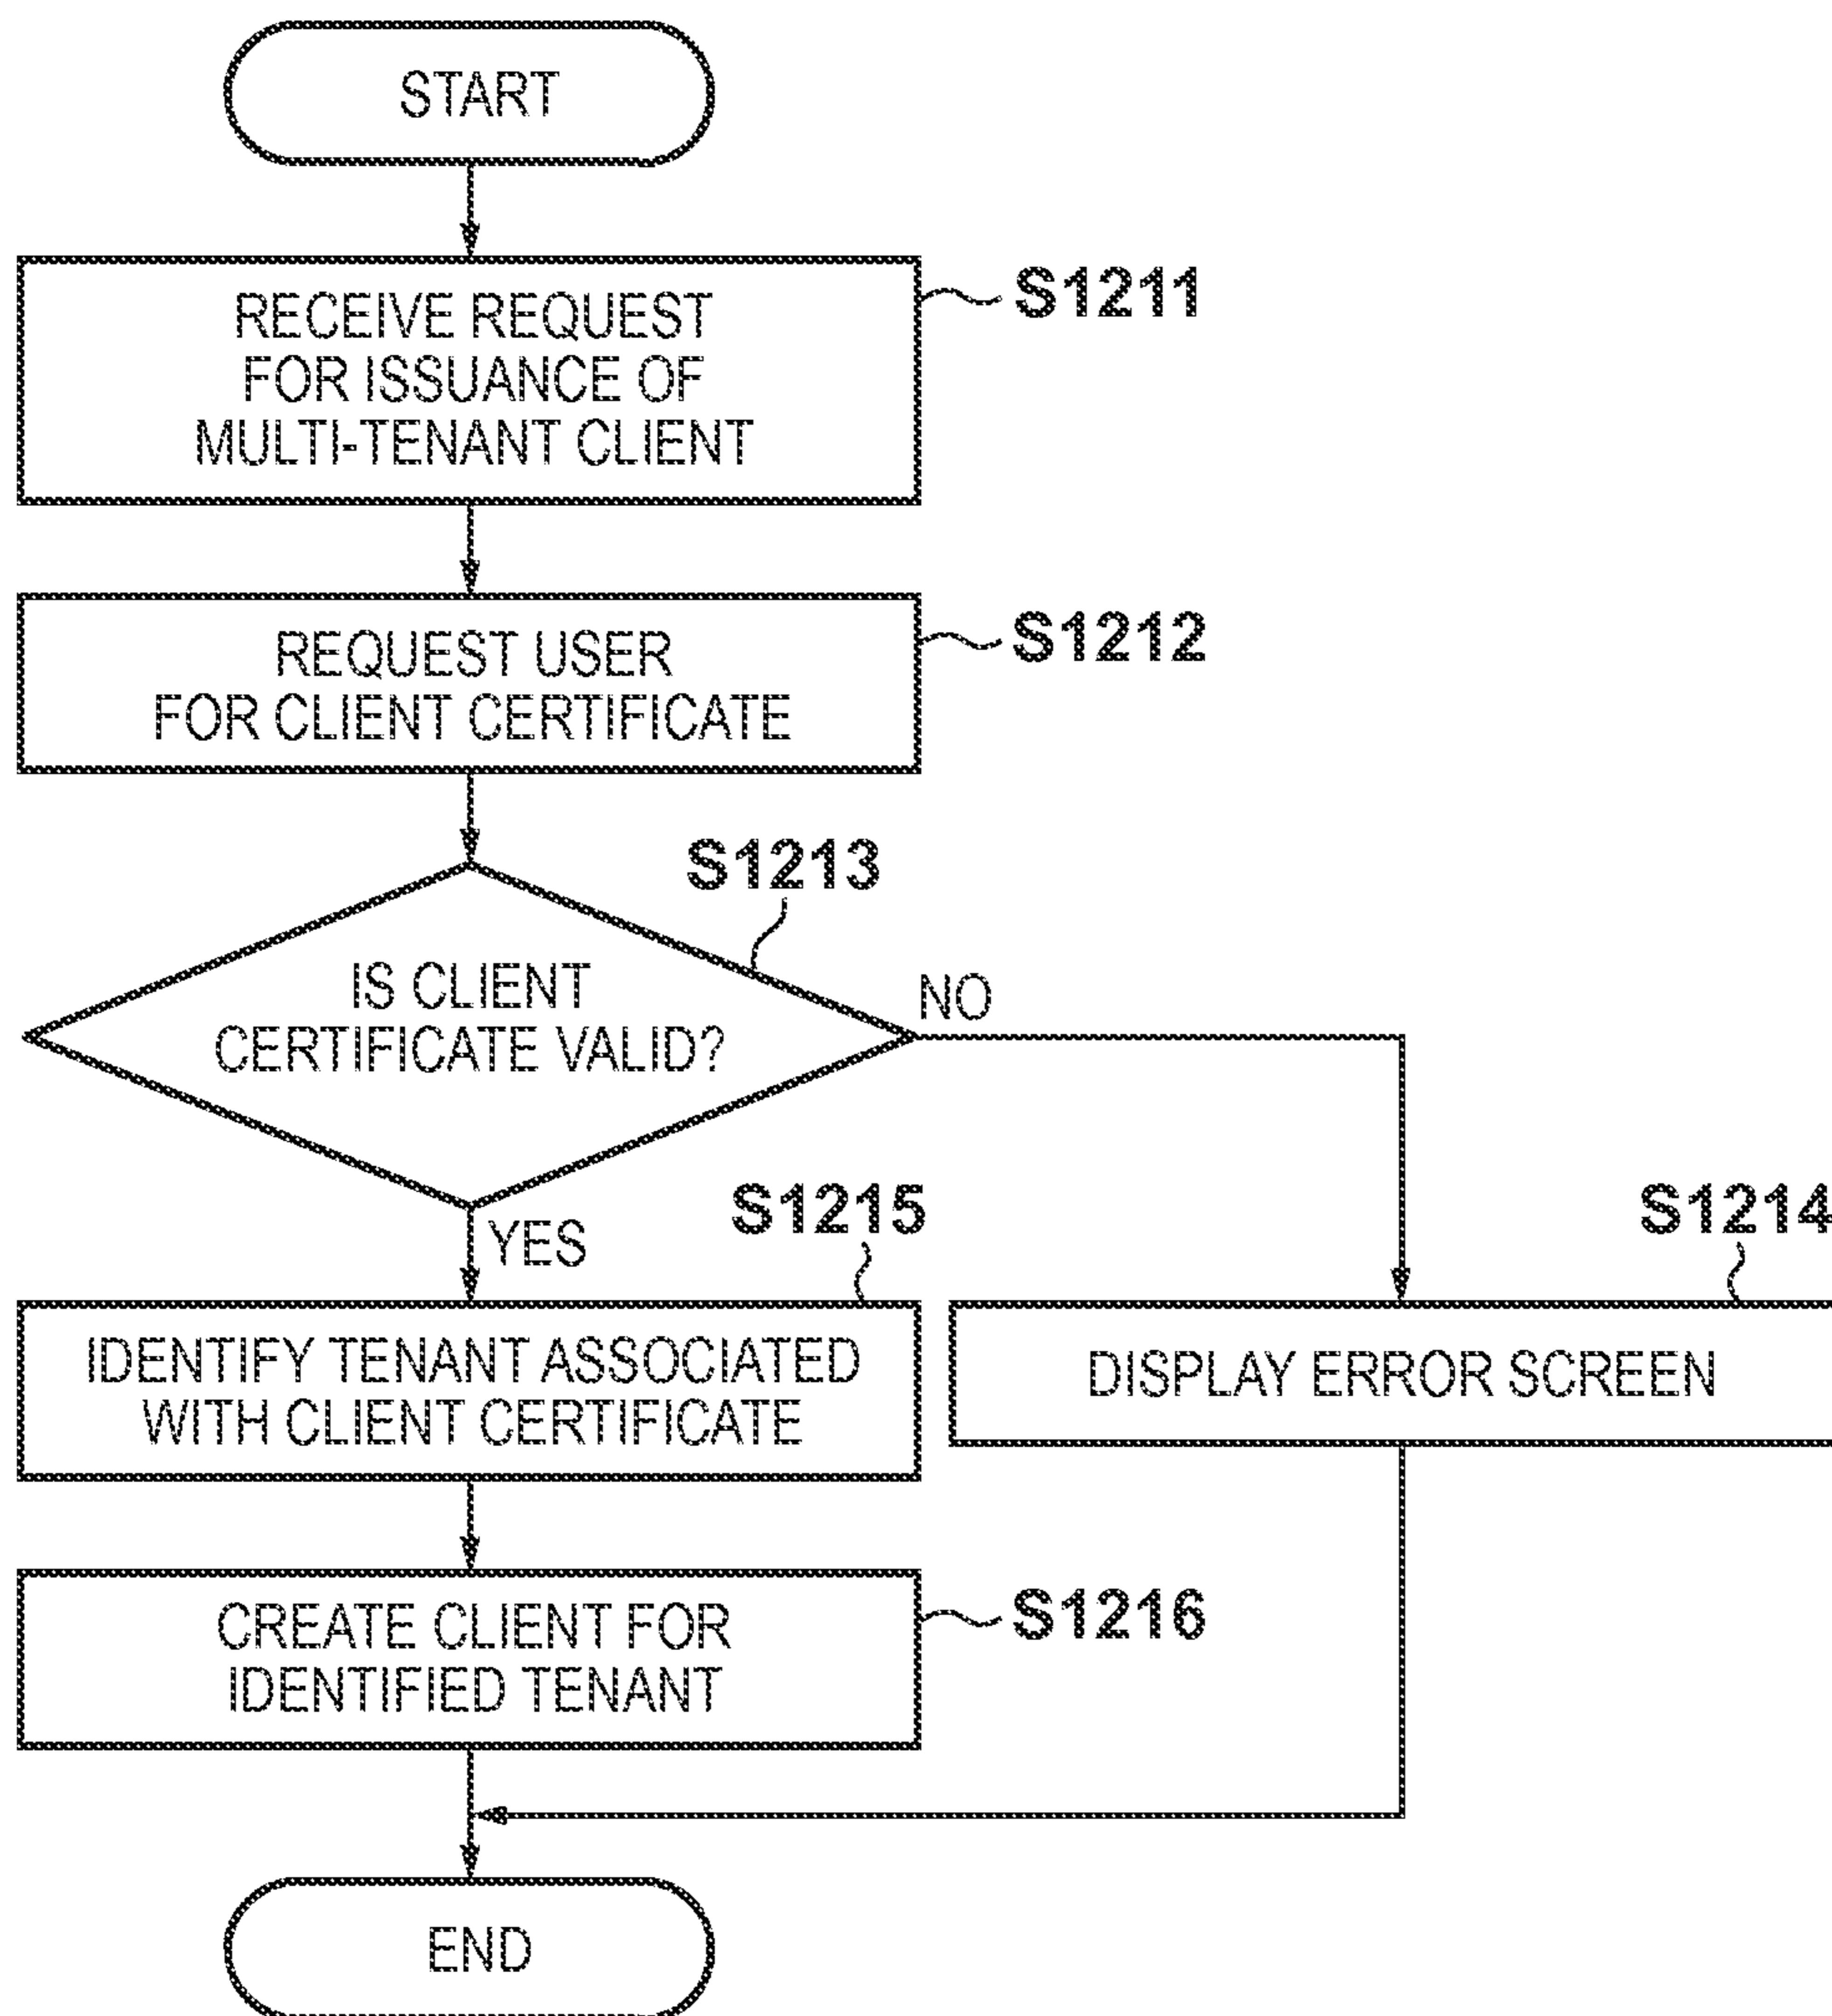 START
RECEIVE REQUEST
FOR ISSUANCE OF
MULTI-TENANT CLIENT
S1211
REQUEST USER
FOR CLIENT CERTIFICATE
S1212
S1213
IS CLIENT
CERTIFICATE VALID?
NO
YES
S1215
S1214
IDENTIFY TENANT ASSOCIATED
WITH CLIENT CERTIFICATE
DISPLAY ERROR SCREEN
CREATE CLIENT FOR
IDENTIFIED TENANT
S1216
END